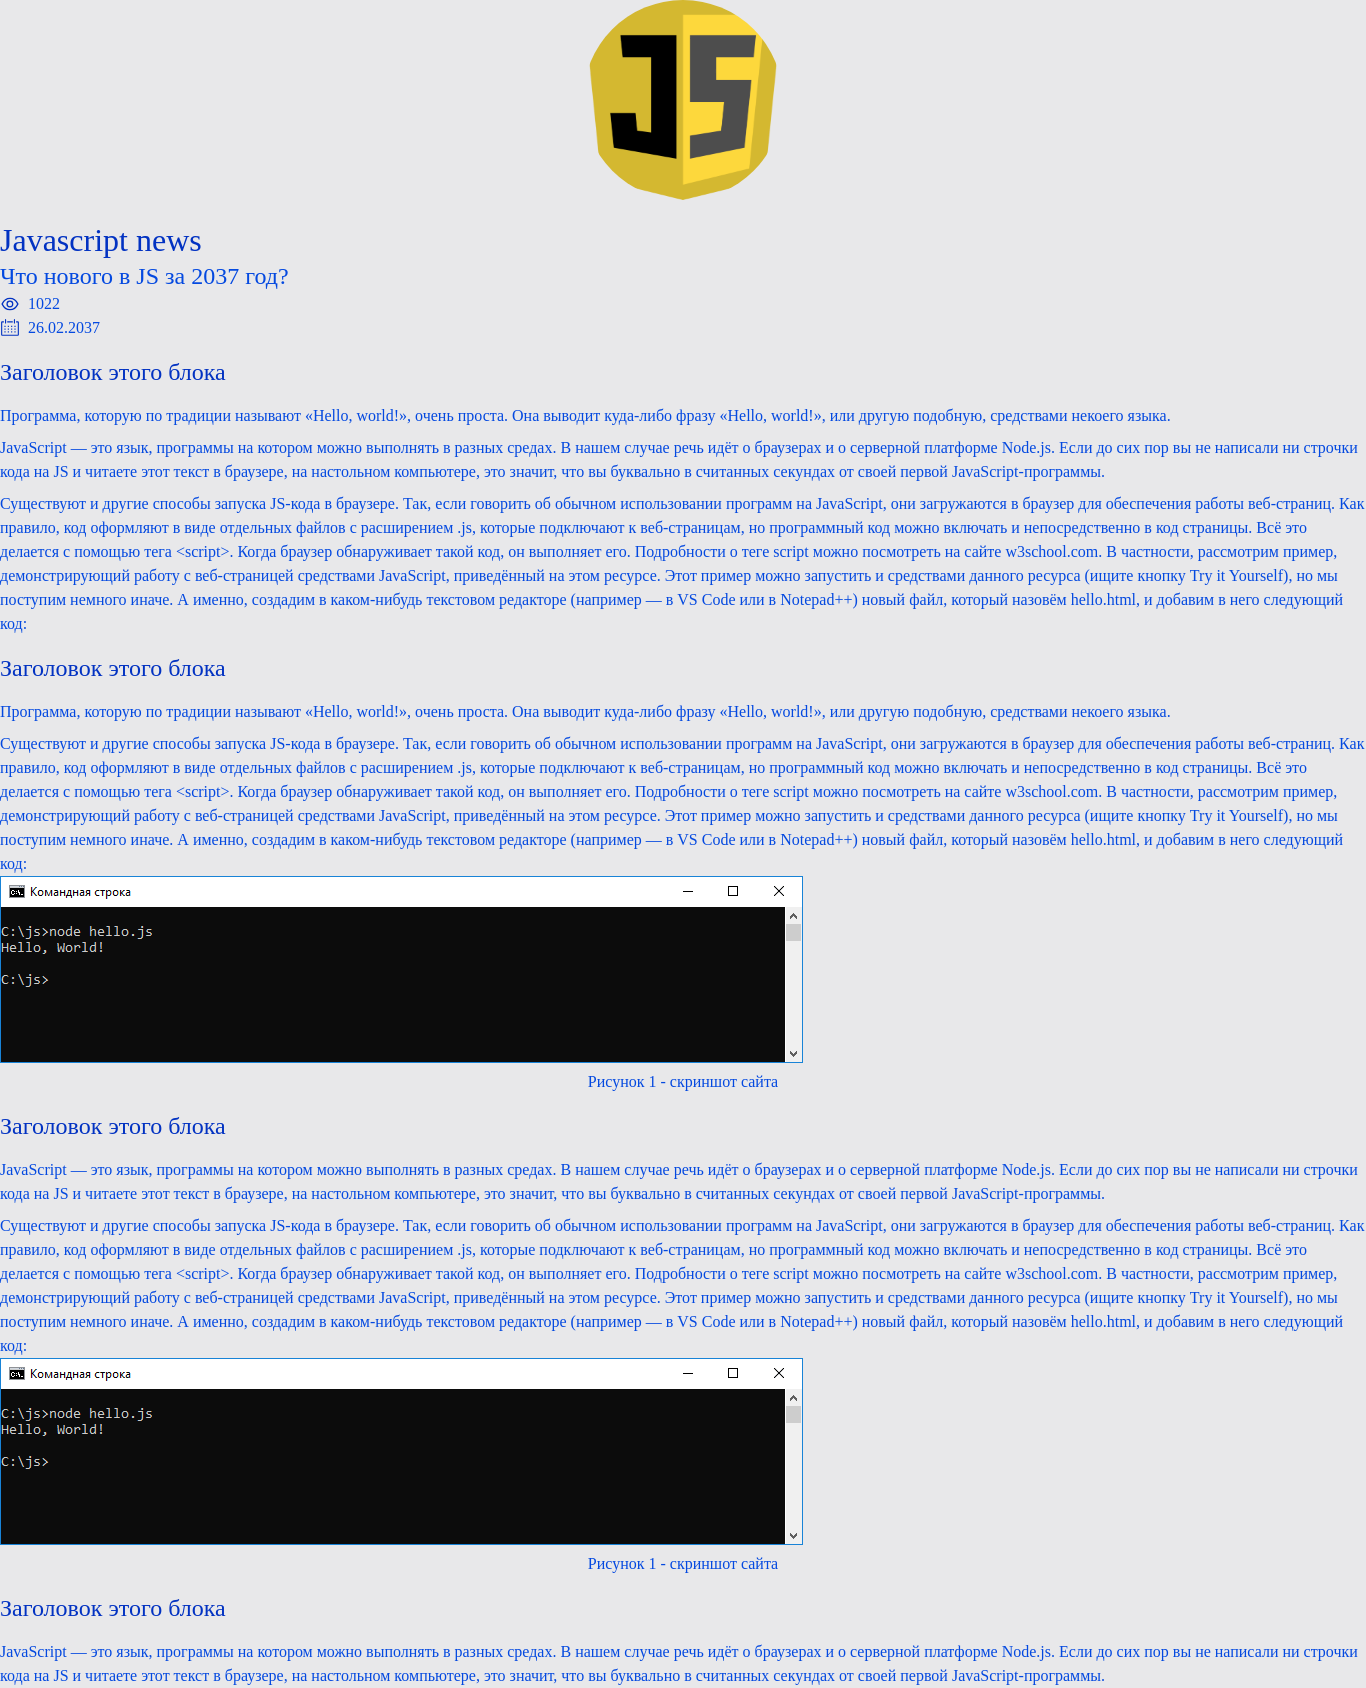 JS
Javascript news
Что нового в JS за 2037 год?
1022
26.02.2037
Заголовок этого блока
Программа, которую по традиции называют «Hello, world!», очень проста. Она выводит куда-либо фразу «Hello, world!», или другую подобную, средствами некоего языка.
JavaScript — это язык, программы на котором можно выполнять в разных средах. В нашем случае речь идёт о браузерах и о серверной платформе Node.js. Если до сих пор вы не написали ни строчки
кода на JS и читаете этот текст в браузере, на настольном компьютере, это значит, что вы буквально в считанных секундах от своей первой JavaScript-программы.
Существуют и другие способы запуска JS-кода в браузере. Так, если говорить об обычном использовании программ на JavaScript, они загружаются в браузер для обеспечения работы веб-страниц. Как
правило, код оформляют в виде отдельных файлов с расширением .js, которые подключают к веб-страницам, но программный код можно включать и непосредственно в код страницы. Всё это
делается с помощью тега <script>. Когда браузер обнаруживает такой код, он выполняет его. Подробности о теге script можно посмотреть на сайте w3school.com. В частности, рассмотрим пример,
демонстрирующий работу с веб-страницей средствами JavaScript, приведённый на этом ресурсе. Этот пример можно запустить и средствами данного ресурса (ищите кнопку Try it Yourself), но мы
поступим немного иначе. А именно, создадим в каком-нибудь текстовом редакторе (например — в VS Code или в Notepad++) новый файл, который назовём hello.html, и добавим в него следующий
код:
Заголовок этого блока
Программа, которую по традиции называют «Hello, world!», очень проста. Она выводит куда-либо фразу «Hello, world!», или другую подобную, средствами некоего языка.
Существуют и другие способы запуска JS-кода в браузере. Так, если говорить об обычном использовании программ на JavaScript, они загружаются в браузер для обеспечения работы веб-страниц. Как
правило, код оформляют в виде отдельных файлов с расширением .js, которые подключают к веб-страницам, но программный код можно включать и непосредственно в код страницы. Всё это
делается с помощью тега <script>. Когда браузер обнаруживает такой код, он выполняет его. Подробности о теге script можно посмотреть на сайте w3school.com. В частности, рассмотрим пример,
демонстрирующий работу с веб-страницей средствами JavaScript, приведённый на этом ресурсе. Этот пример можно запустить и средствами данного ресурса (ищите кнопку Try it Yourself), но мы
поступим немного иначе. А именно, создадим в каком-нибудь текстовом редакторе (например — в VS Code или в Notepad++) новый файл, который назовём hello.html, и добавим в него следующий
код:
Командная строка
C:\js>node hello.js
Hello, World!
C:\js>
Рисунок 1 - скриншот сайта
Заголовок этого блока
JavaScript — это язык, программы на котором можно выполнять в разных средах. В нашем случае речь идёт о браузерах и о серверной платформе Node.js. Если до сих пор вы не написали ни строчки
кода на JS и читаете этот текст в браузере, на настольном компьютере, это значит, что вы буквально в считанных секундах от своей первой JavaScript-программы.
Существуют и другие способы запуска JS-кода в браузере. Так, если говорить об обычном использовании программ на JavaScript, они загружаются в браузер для обеспечения работы веб-страниц. Как
правило, код оформляют в виде отдельных файлов с расширением .js, которые подключают к веб-страницам, но программный код можно включать и непосредственно в код страницы. Всё это
делается с помощью тега <script>. Когда браузер обнаруживает такой код, он выполняет его. Подробности о теге script можно посмотреть на сайте w3school.com. В частности, рассмотрим пример,
демонстрирующий работу с веб-страницей средствами JavaScript, приведённый на этом ресурсе. Этот пример можно запустить и средствами данного ресурса (ищите кнопку Try it Yourself), но мы
поступим немного иначе. А именно, создадим в каком-нибудь текстовом редакторе (например — в VS Code или в Notepad++) новый файл, который назовём hello.html, и добавим в него следующий
код:
Командная строка
C:\js>node hello.js
Hello, World!
C:\js>
Рисунок 1 - скриншот сайта
Заголовок этого блока
JavaScript — это язык, программы на котором можно выполнять в разных средах. В нашем случае речь идёт о браузерах и о серверной платформе Node.js. Если до сих пор вы не написали ни строчки
кода на JS и читаете этот текст в браузере, на настольном компьютере, это значит, что вы буквально в считанных секундах от своей первой JavaScript-программы.